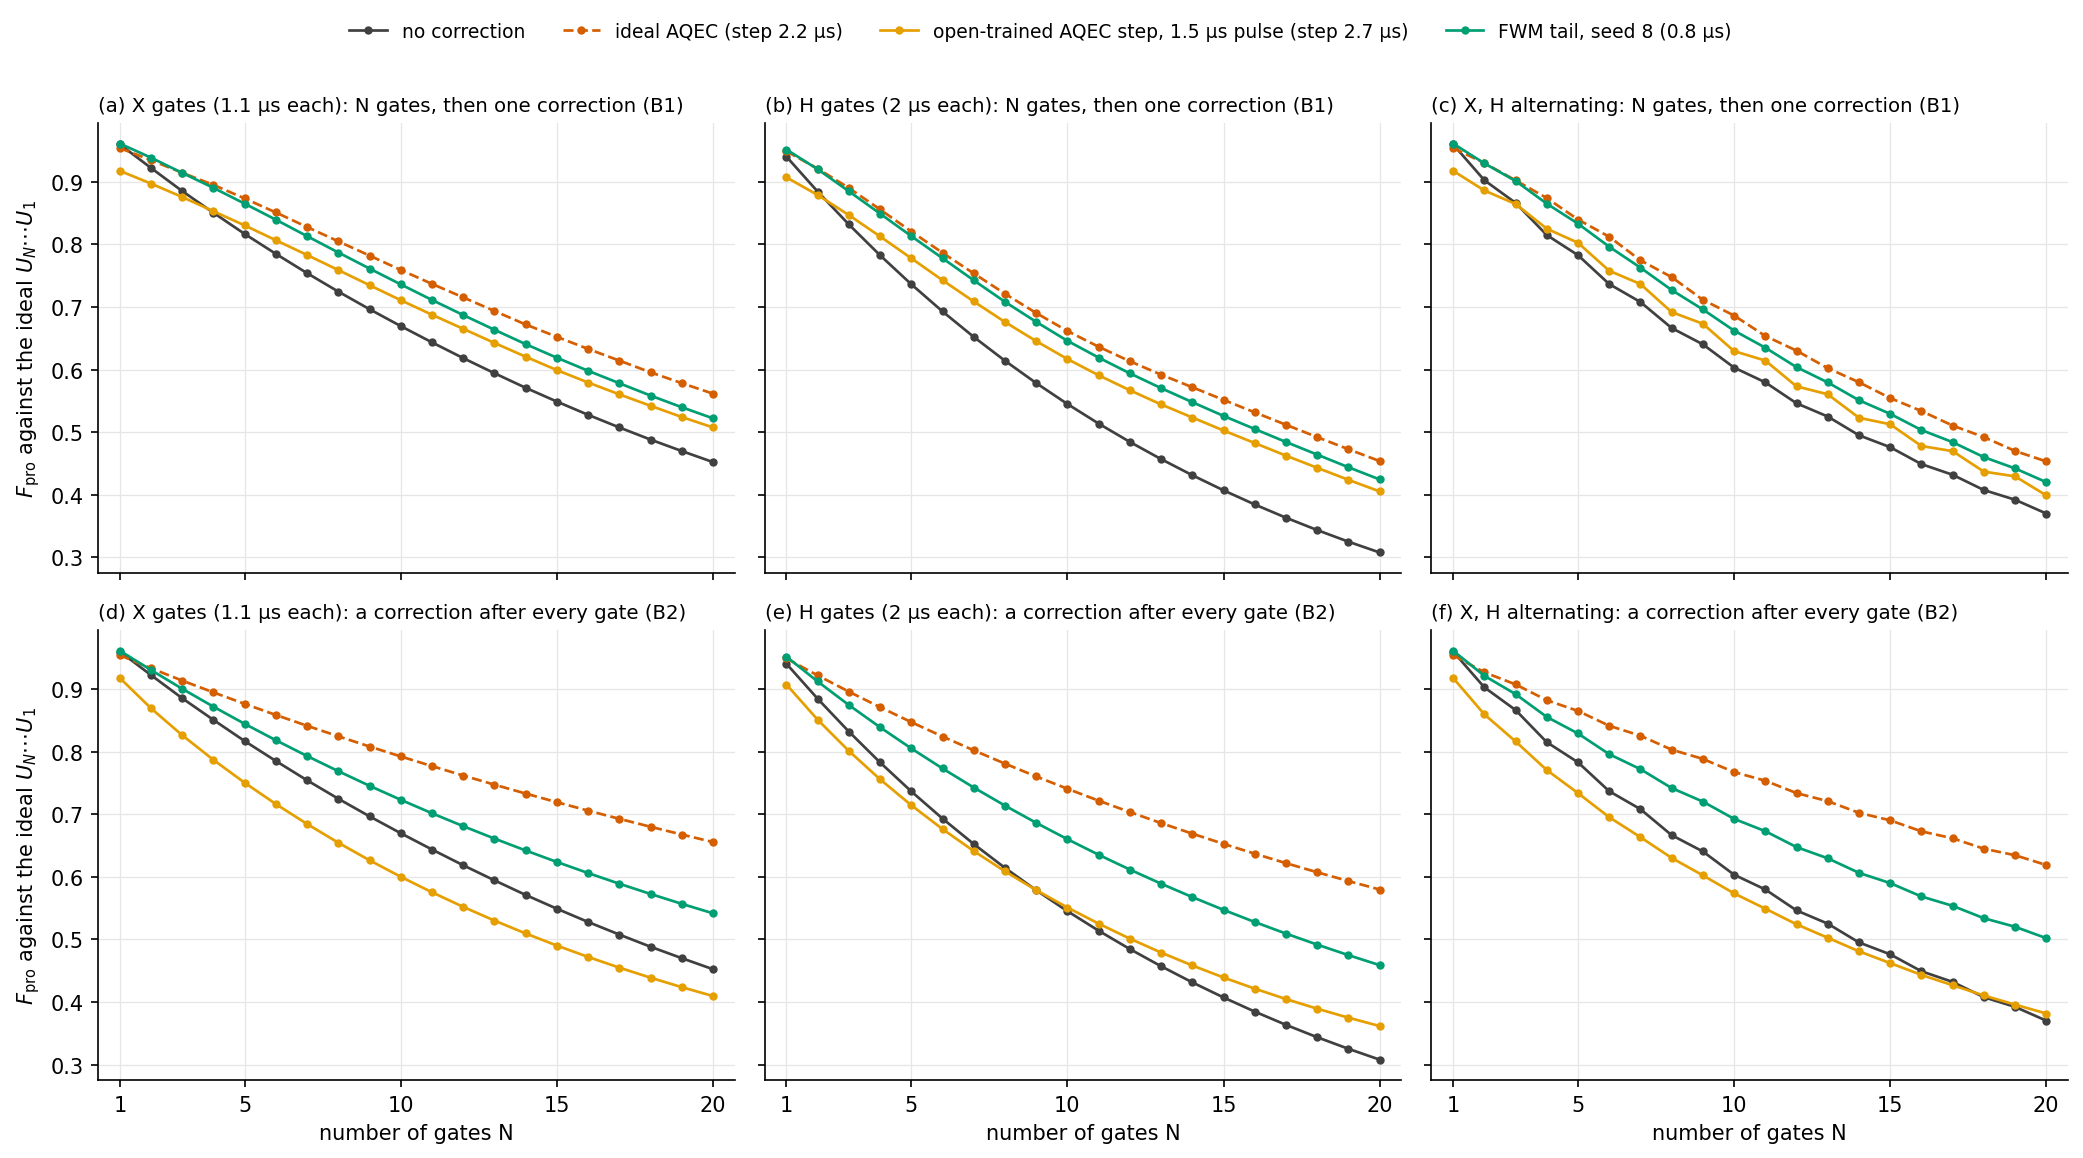 no correction
ideal AQEC (step 2.2 µs)
open-trained AQEC step, 1.5 µs pulse (step 2.7 µs)
FWM tail, seed 8 (0.8 µs)
(a) X gates (1.1 µs each): N gates, then one correction (B1)
(b) H gates (2 µs each): N gates, then one correction (B1)
(c) X, H alternating: N gates, then one correction (B1)
F_pro against the ideal U_N⋯U_1
0.9
0.8
0.7
0.6
0.5
0.4
0.3
(d) X gates (1.1 µs each): a correction after every gate (B2)
(e) H gates (2 µs each): a correction after every gate (B2)
(f) X, H alternating: a correction after every gate (B2)
F_pro against the ideal U_N⋯U_1
0.9
0.8
0.7
0.6
0.5
0.4
0.3
1 5 10 15 20
1 5 10 15 20
1 5 10 15 20
number of gates N
number of gates N
number of gates N